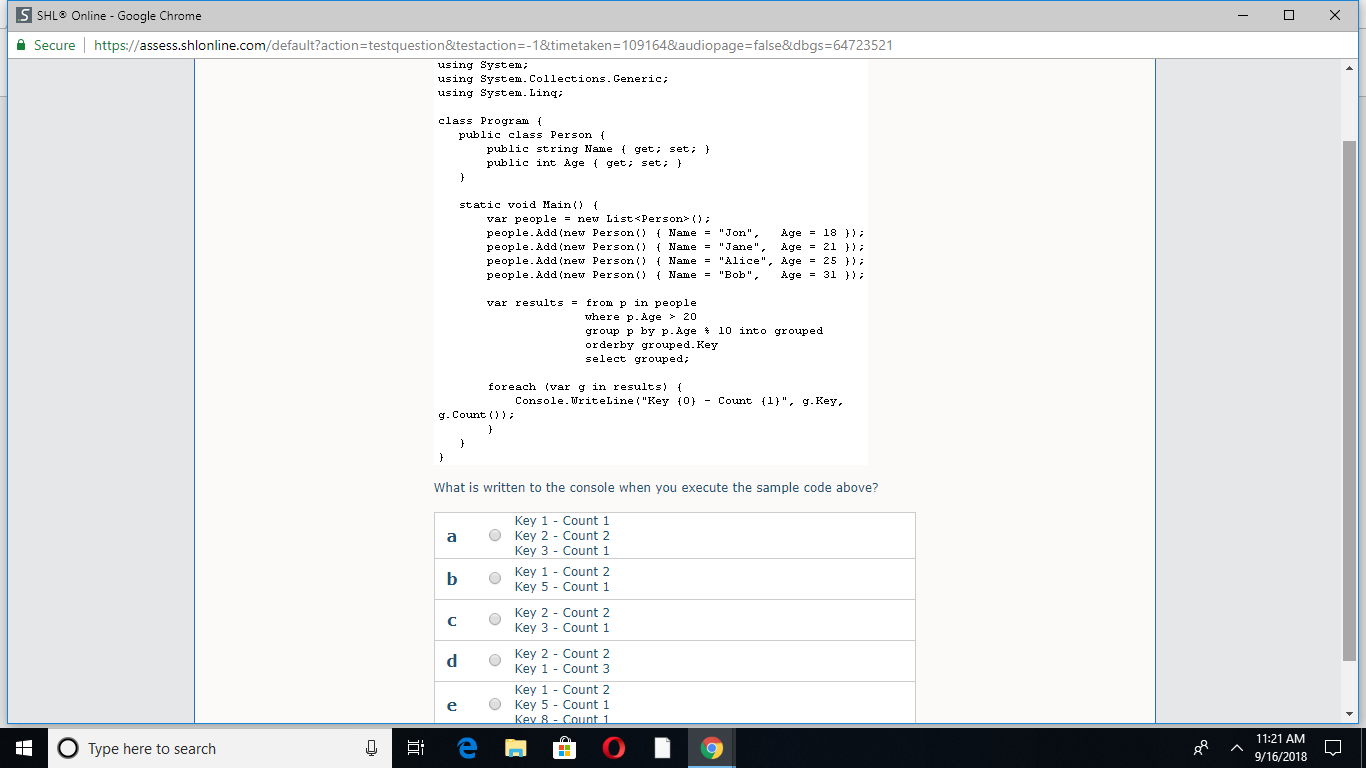 SHL® Online - Google Chrome
Secure | https://assess.shlonline.com/default?action=testquestion&testaction=-1&timetaken=109164&audiopage=false&dbgs=64723521
using System;
using System.Collections.Generic;
using System.Linq;
class Program {
public class Person {
public string Name { get; set; }
public int Age { get; set; }
}
static void Main() {
var people = new List<Person>();
people.Add(new Person() { Name = "Jon", Age = 18 });
people.Add(new Person() { Name = "Jane", Age = 21 });
people.Add(new Person() { Name = "Alice", Age = 25 });
people.Add(new Person() { Name = "Bob", Age = 31 });
var results = from p in people
where p.Age > 20
group p by p.Age % 10 into grouped
orderby grouped.Key
select grouped;
foreach (var g in results) {
Console.WriteLine("Key {0} - Count {1}", g.Key,
g.Count());
}
}
}
What is written to the console when you execute the sample code above?
a
Key 1 - Count 1
Key 2 - Count 2
Key 3 - Count 1
b
Key 1 - Count 2
Key 5 - Count 1
c
Key 2 - Count 2
Key 3 - Count 1
d
Key 2 - Count 2
Key 1 - Count 3
e
Key 1 - Count 2
Key 5 - Count 1
Key 8 - Count 1
Type here to search
11:21 AM
9/16/2018